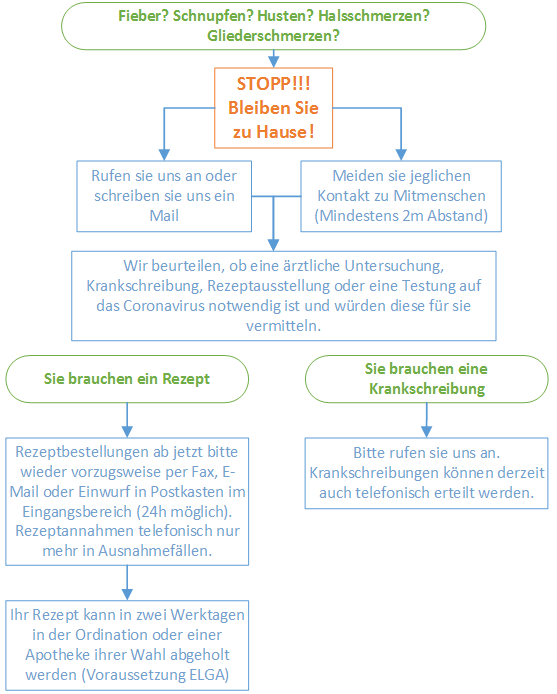 Fieber? Schnupfen? Husten? Halsschmerzen?
Gliederschmerzen?
STOPP!!!
Bleiben Sie
zu Hause!
Rufen sie uns an oder
schreiben sie uns ein
Mail
Meiden sie jeglichen
Kontakt zu Mitmenschen
(Mindestens 2m Abstand)
Wir beurteilen, ob eine ärztliche Untersuchung,
Krankschreibung, Rezeptausstellung oder eine Testung auf
das Coronavirus notwendig ist und würden diese für sie
vermitteln.
Sie brauchen ein Rezept
Rezeptbestellungen ab jetzt bitte
wieder vorzugsweise per Fax, E-
Mail oder Einwurf in Postkasten im
Eingangsbereich (24h möglich).
Rezeptannahmen telefonisch nur
mehr in Ausnahmefällen.
Ihr Rezept kann in zwei Werktagen
in der Ordination oder einer
Apotheke ihrer Wahl abgeholt
werden (Voraussetzung ELGA)
Sie brauchen eine
Krankschreibung
Bitte rufen sie uns an.
Krankschreibungen können derzeit
auch telefonisch erteilt werden.